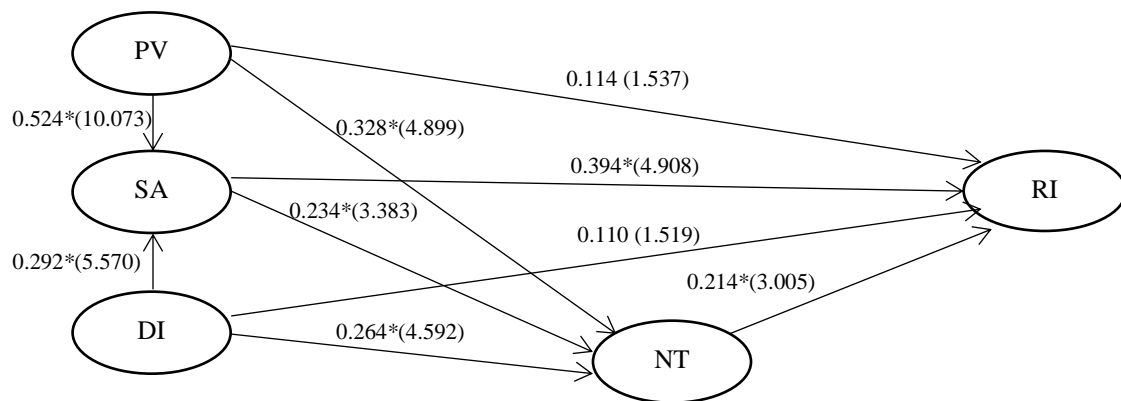 PV
0.114 (1.537)
0.524*(10.073)
0.328*(4.899)
0.394*(4.908)
SA
RI
0.234*(3.383)
0.110 (1.519)
0.292*(5.570)
0.214*(3.005)
DI
0.264*(4.592)
NT